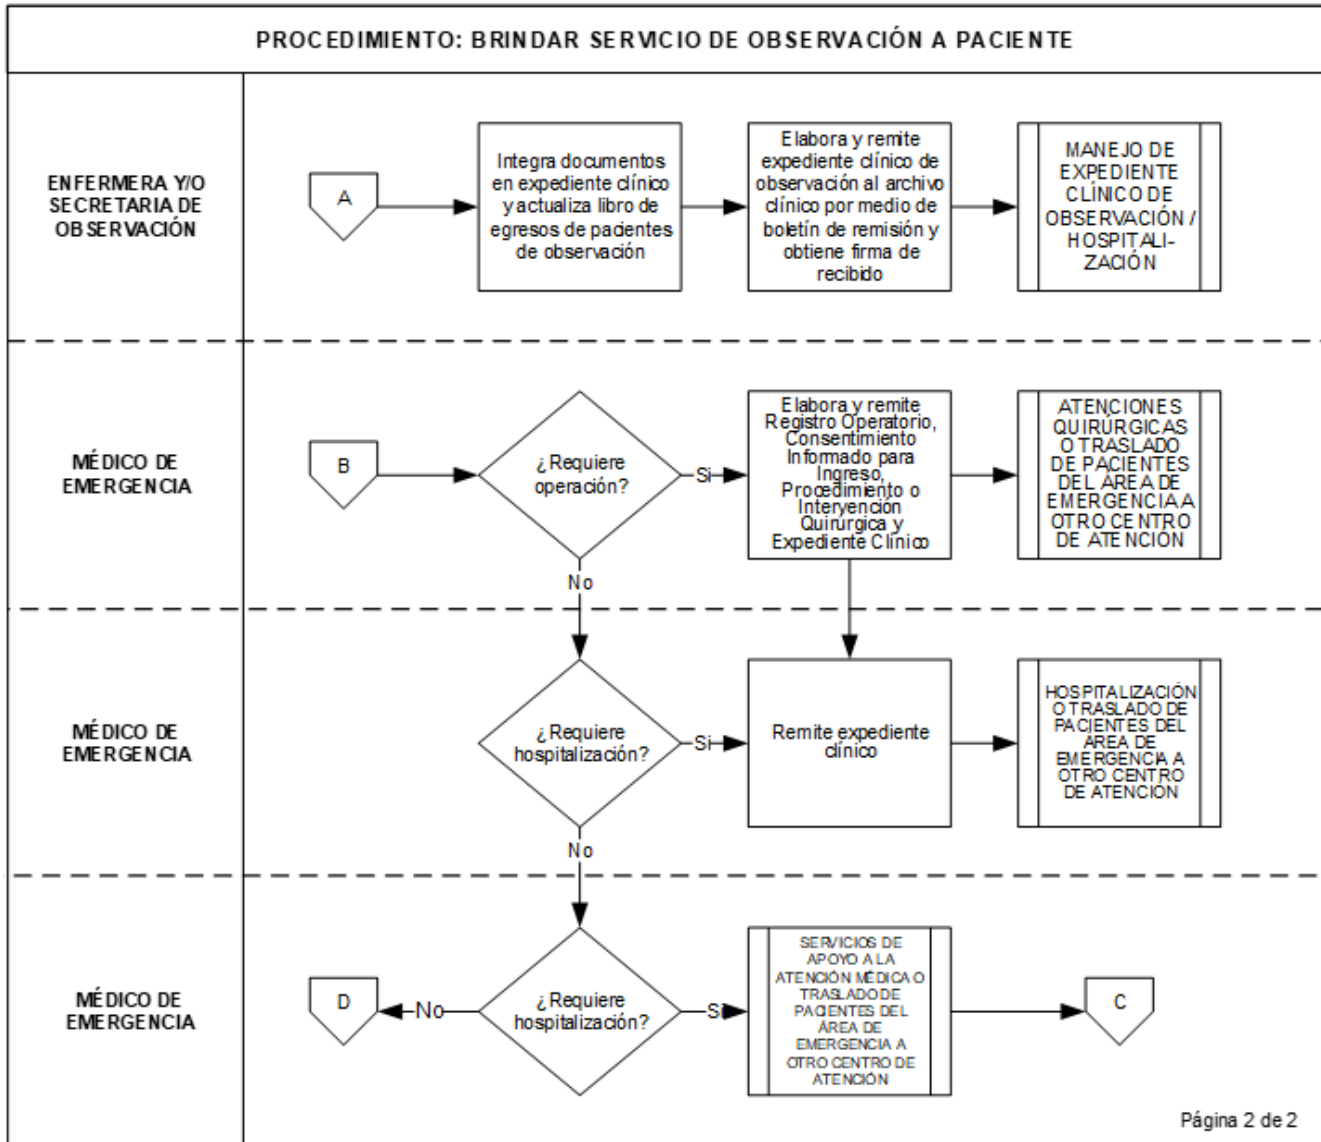 PROCEDIMIENTO: BRINDAR SERVICIO DE OBSERVACIÓN A PACIENTE
ENFERMERA Y/O
SECRETARIA DE
OBSERVACIÓN
A
Integra documentos
en expediente clínico
y actualiza libro de
egresos de pacientes
de observación
Elabora y remite
expediente clínico de
observación al archivo
clínico por medio de
boletín de remisión y
obtiene firma de
recibido
MANEJO DE
EXPEDIENTE
CLÍNICO DE
OBSERVACIÓN /
HOSPITALI-
ZACIÓN
MÉDICO DE
EMERGENCIA
B
¿Requiere
operación?
Si
Elabora y remite
Registro Operatorio,
Consentimiento
Informado para
Ingreso,
Procedimiento o
Intervención
Quirúrgica y
Expediente Clínico
ATENCIONES
QUIRÚRGICAS
O TRASLADO
DE PACIENTES
DEL ÁREA DE
EMERGENCIA A
OTRO CENTRO
DE ATENCIÓN
No
MÉDICO DE
EMERGENCIA
¿Requiere
hospitalización?
Si
Remite expediente
clínico
HOSPITALIZACIÓN
O TRASLADO DE
PACIENTES DEL
AREA DE
EMERGENCIA A
OTRO CENTRO
DE ATENCIÓN
No
MÉDICO DE
EMERGENCIA
D
No
¿Requiere
hospitalización?
Si
SERVICIOS DE
APOYO A LA
ATENCIÓN MÉDICA O
TRASLADO DE
PACIENTES DEL
ÁREA DE
EMERGENCIA A
OTRO CENTRO DE
ATENCIÓN
C
Página 2 de 2